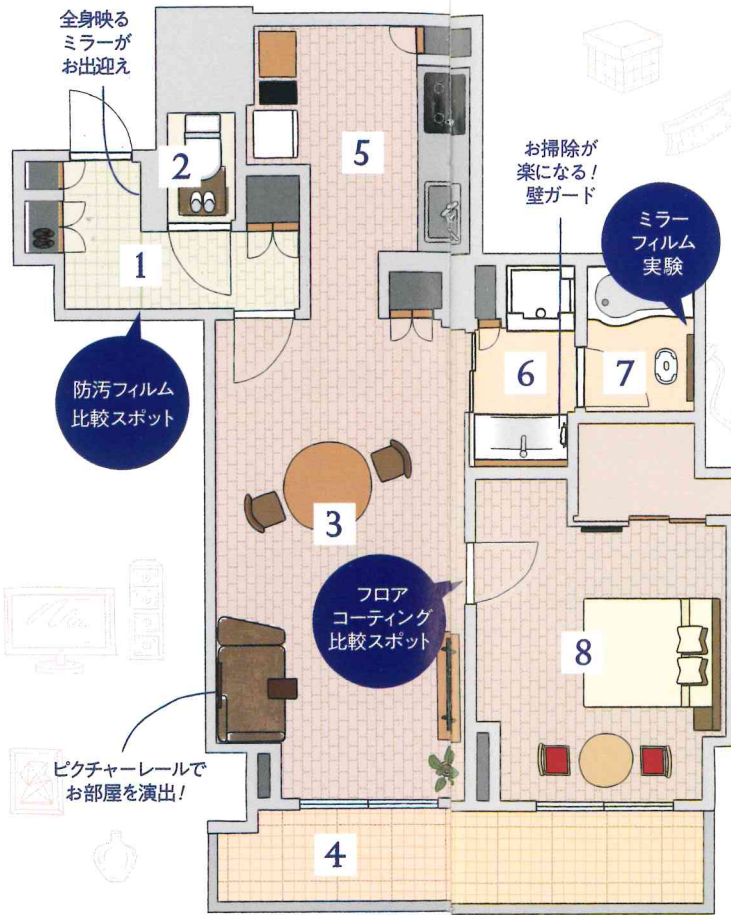 全身映る
ミラーが
お出迎え
2
5
お掃除が
楽になる!
壁ガード
ミラー
フィルム
実験
1
防汚フィルム
比較スポット
6
7
3
フロア
コーティング
比較スポット
8
ピクチャーレールで
お部屋を演出!
4